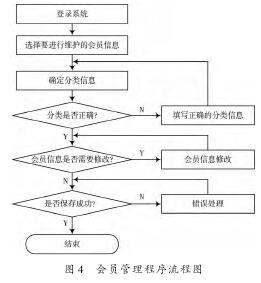 登录系统
选择要进行维护的会员信息
确定分类信息
分类是否正确?
N
填写正确的分类信息
Y
会员信息是否需要修改?
Y
会员信息修改
N
是否保存成功?
N
错误处理
Y
结束
图4 会员管理程序流程图